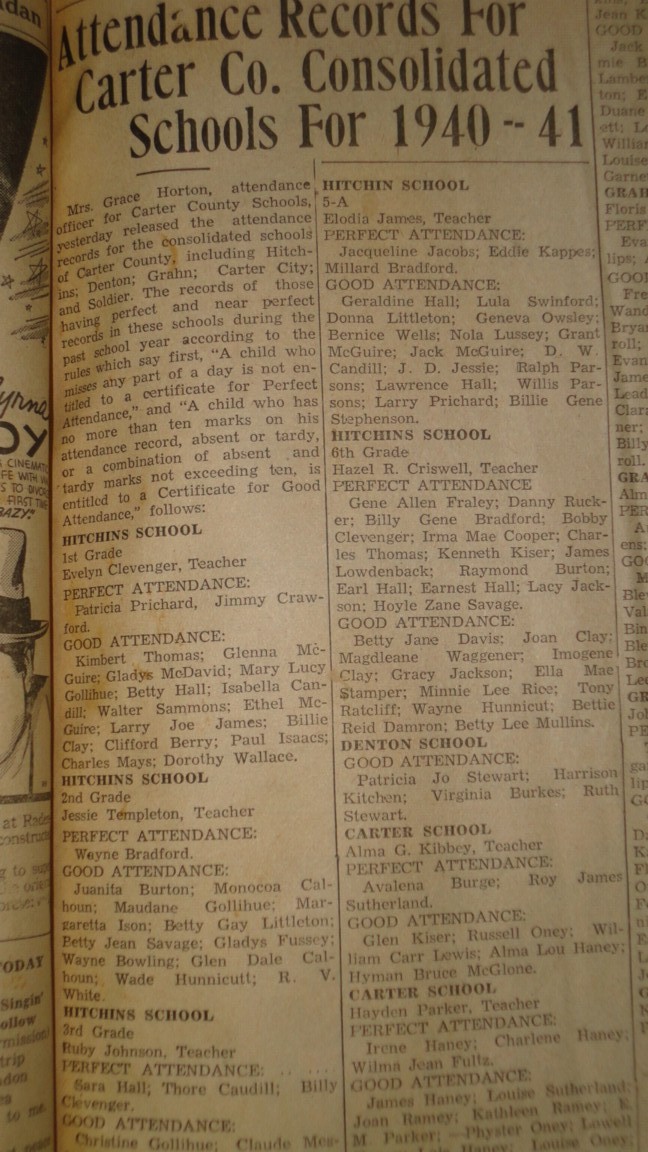 Attendance Records For
Carter Co. Consolidated
Schools For 1940 -- 41
Mrs. Grace Horton, attendance
officer for Carter County Schools,
yesterday released the attendance
records for the consolidated schools
of Carter County, including Hitch-
ins; Denton; Grahn; Carter City;
and Soldier. The records of those
having perfect and near perfect
records in these schools during the
past school year according to the
rules which say first, "A child who
misses any part of a day is not en-
titled to a certificate for Perfect
Attendance," and "A child who has
no more than ten marks on his
attendance record, absent or tardy,
or a combination of absent and
tardy marks not exceeding ten, is
entitled to a Certificate for Good
Attendance," follows:
HITCHINS SCHOOL
1st Grade
Evelyn Clevenger, Teacher
PERFECT ATTENDANCE:
Patricia Prichard, Jimmy Craw-
ford.
GOOD ATTENDANCE:
Kimbert Thomas; Glenna Mc-
Guire; Gladys McDavid; Mary Lucy
Gollihue; Betty Hall; Isabella Can-
dill; Walter Sammons; Ethel Mc-
Guire; Larry Joe James; Billie
Clay; Clifford Berry; Paul Isaacs;
Charles Mays; Dorothy Wallace.
HITCHINS SCHOOL
2nd Grade
Jessie Templeton, Teacher
PERFECT ATTENDANCE:
Wayne Bradford.
GOOD ATTENDANCE:
Juanita Burton; Monocoa Cal-
houn; Maudane Gollihue; Mar-
garetta Ison; Betty Gay Littleton;
Betty Jean Savage; Gladys Fussey;
Wayne Bowling; Glen Dale Cal-
houn; Wade Hunnicutt; R. V.
White.
HITCHINS SCHOOL
3rd Grade
Ruby Johnson, Teacher
PERFECT ATTENDANCE: .. ....
Sara Hall; Thore Caudill; Billy
Clevenger.
GOOD ATTENDANCE:
Christine Gollihue; Claude Mos-
HITCHIN SCHOOL
5-A
Elodia James, Teacher
PERFECT ATTENDANCE:
Jacqueline Jacobs; Eddie Kappes;
Millard Bradford.
GOOD ATTENDANCE:
Geraldine Hall; Lula Swinford;
Donna Littleton; Geneva Owsley;
Bernice Wells; Nola Lussey; Grant
McGuire; Jack McGuire; D. W.
Candill; J. D. Jessie; Ralph Par-
sons; Lawrence Hall; Willis Par-
sons; Larry Prichard; Billie Gene
Stephenson.
HITCHINS SCHOOL
6th Grade
Hazel R. Criswell, Teacher
PERFECT ATTENDANCE
Gene Allen Fraley; Danny Ruck-
er; Billy Gene Bradford; Bobby
Clevenger; Irma Mae Cooper; Char-
les Thomas; Kenneth Kiser; James
Lowdenback; Raymond Burton;
Earl Hall; Earnest Hall; Lacy Jack-
son; Hoyle Zane Savage.
GOOD ATTENDANCE:
Betty Jane Davis; Joan Clay;
Magdleane Waggener; Imogene
Clay; Gracy Jackson; Ella Mae
Stamper; Minnie Lee Rice; Tony
Ratcliff; Wayne Hunnicut; Bettie
Reid Damron; Betty Lee Mullins.
DENTON SCHOOL
GOOD ATTENDANCE:
Patricia Jo Stewart; Harrison
Kitchen; Virginia Burkes; Ruth
Stewart.
CARTER SCHOOL
Alma G. Kibbey, Teacher
PERFECT ATTENDANCE:
Avalena Burge; Roy James
Sutherland.
GOOD ATTENDANCE:
Glen Kiser; Russell Oney; Wil-
liam Carr Lewis; Alma Lou Haney;
Hyman Bruce McGlone.
CARTER SCHOOL
Hayden Parker, Teacher
PERFECT ATTENDANCE:
Irene Haney; Charlene Haney;
Wilma Jean Fultz.
GOOD ATTENDANCE:
James Haney; Louise Sutherland;
Joan Ramey; Kathleen Ramey; E.
M Parker; Physter Oney; Lowell
Haney; Louise Oney;